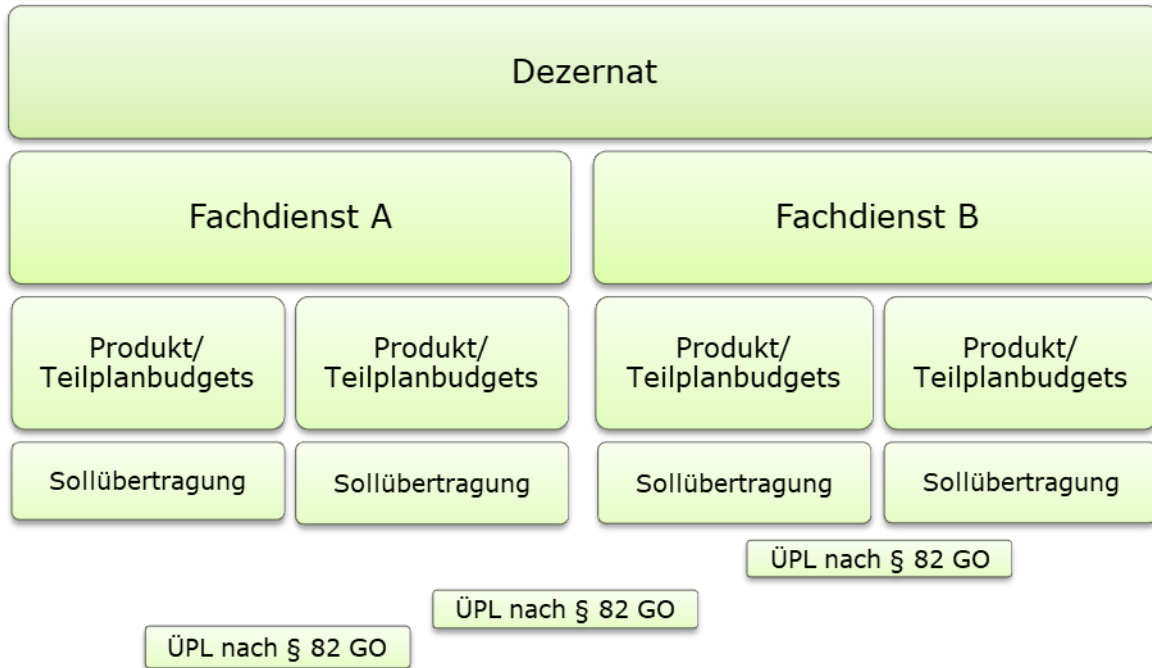 Dezernat
Fachdienst A
Fachdienst B
Produkt/
Teilplanbudgets
Produkt/
Teilplanbudgets
Produkt/
Teilplanbudgets
Produkt/
Teilplanbudgets
Sollübertragung
Sollübertragung
Sollübertragung
Sollübertragung
ÜPL nach § 82 GO
ÜPL nach § 82 GO
ÜPL nach § 82 GO